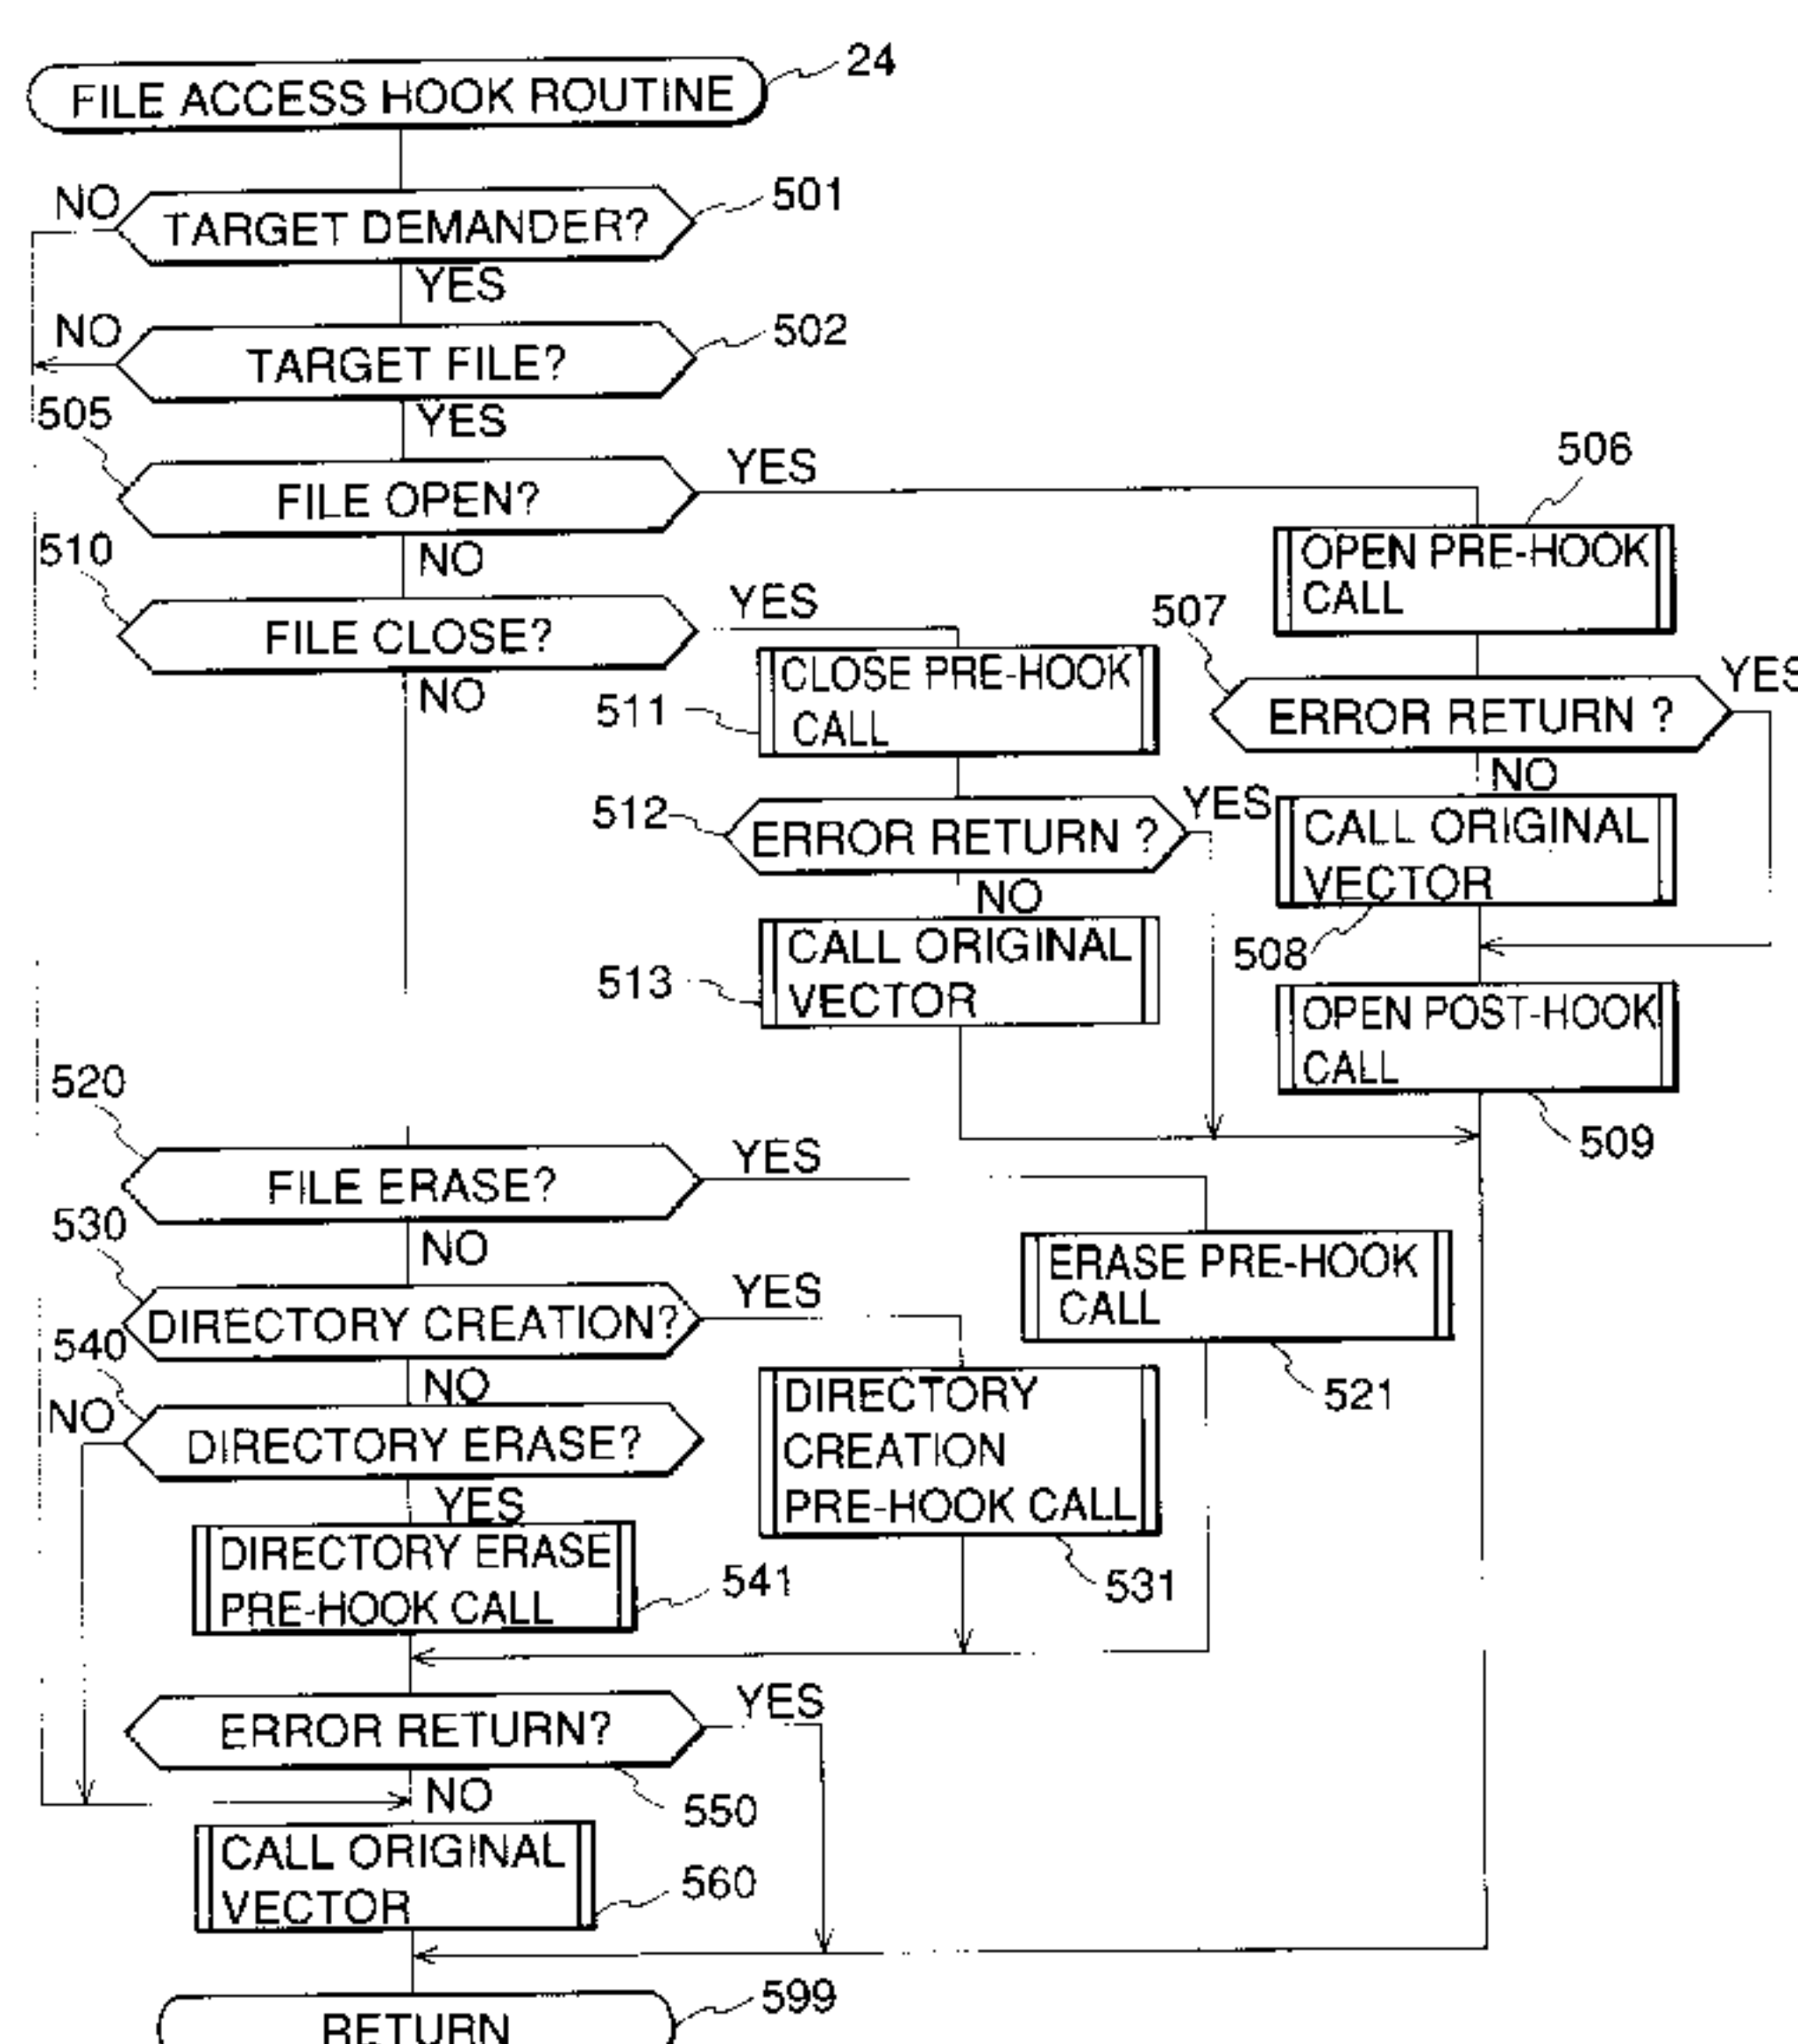 FILE ACCESS HOOK ROUTINE
24
NO
TARGET DEMANDER?
501
YES
NO
TARGET FILE?
502
YES
505
FILE OPEN?
YES
506
OPEN PRE-HOOK
CALL
NO
510
FILE CLOSE?
YES
507
ERROR RETURN ?
YES
NO
CLOSE PRE-HOOK
CALL
511
NO
CALL ORIGINAL
VECTOR
508
512
ERROR RETURN ?
YES
NO
CALL ORIGINAL
VECTOR
513
OPEN POST-HOOK
CALL
509
520
FILE ERASE?
YES
NO
ERASE PRE-HOOK
CALL
521
530
DIRECTORY CREATION?
YES
NO
DIRECTORY
CREATION
PRE-HOOK CALL
531
540
NO
DIRECTORY ERASE?
YES
DIRECTORY ERASE
PRE-HOOK CALL
541
ERROR RETURN?
YES
NO
550
CALL ORIGINAL
VECTOR
560
RETURN
599